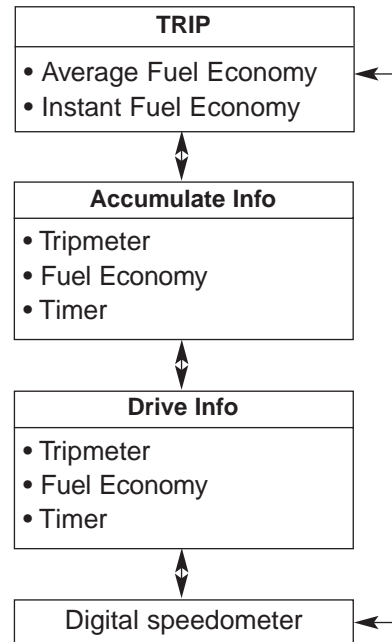 TRIP
• Average Fuel Economy
• Instant Fuel Economy
Accumulate Info
• Tripmeter
• Fuel Economy
• Timer
Drive Info
• Tripmeter
• Fuel Economy
• Timer
Digital speedometer